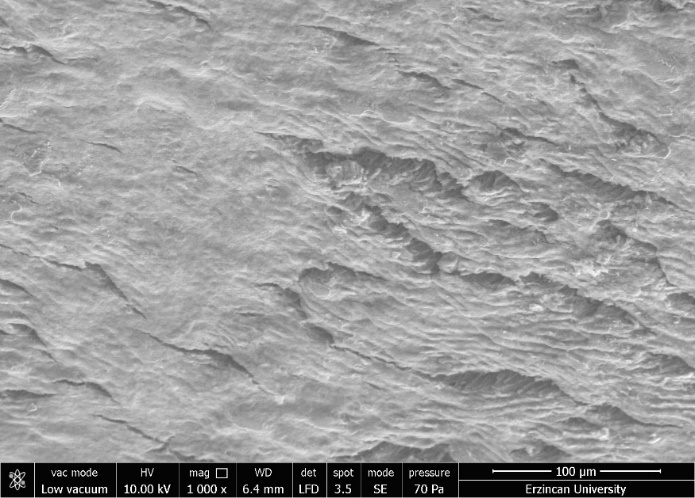 vac mode HV mag WD det spot mode pressure 100 µm
Low vacuum 10.00 kV 1 000 x 6.4 mm LFD 3.5 SE 70 Pa Erzincan University